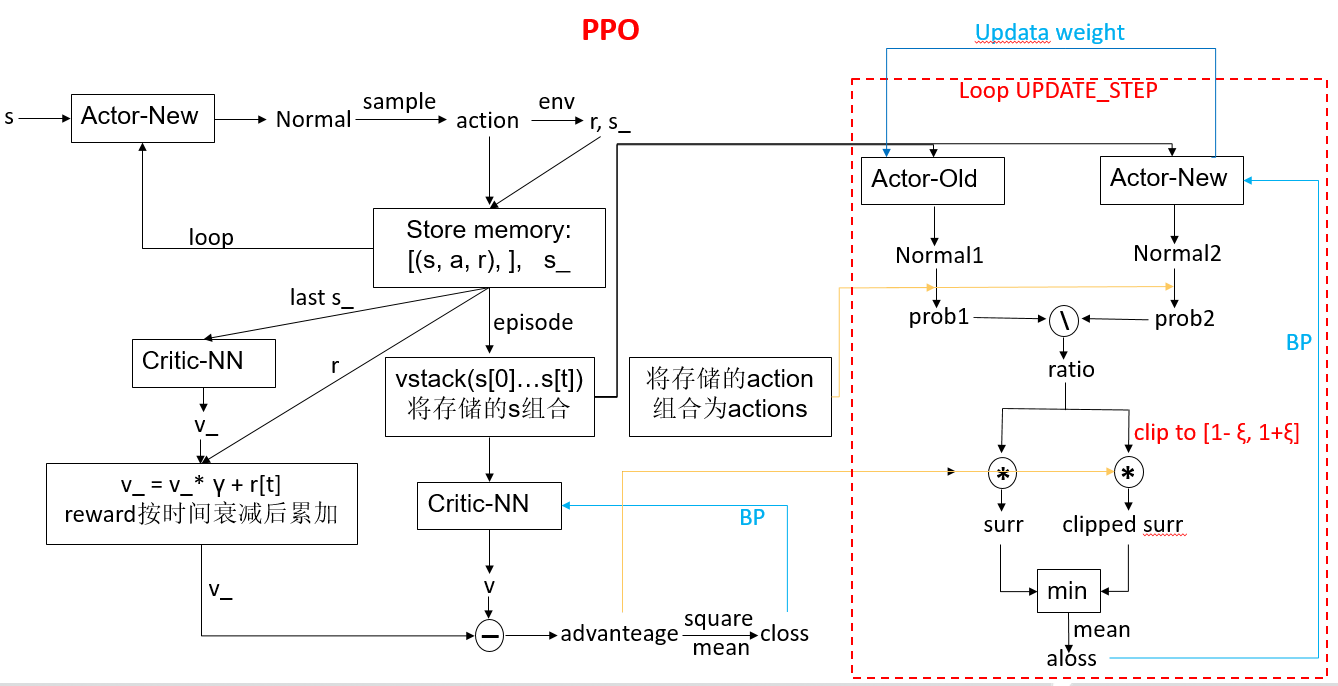 PPO
Updata weight
Loop UPDATE_STEP
s
Actor-New
Normal
sample
action
env
r, s_
Actor-Old
Actor-New
loop
Store memory:
[(s, a, r), ], s_
Normal1
Normal2
last s_
episode
prob1
\
prob2
BP
Critic-NN
r
vstack(s[0]...s[t])
将存储的s组合
将存储的action
组合为actions
ratio
v_
clip to [1- ξ, 1+ξ]
v_ = v_* γ + r[t]
reward按时间衰减后累加
*
*
Critic-NN
BP
surr
clipped surr
v_
v
min
−
advanteage
square
mean
closs
mean
aloss